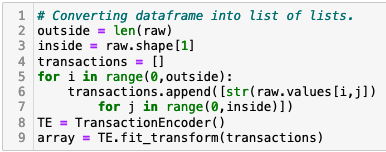 1 # Converting dataframe into list of lists.
2 outside = len(raw)
3 inside = raw.shape[1]
4 transactions = []
5 for i in range(0,outside):
6     transactions.append([str(raw.values[i,j])
7         for j in range(0,inside)])
8 TE = TransactionEncoder()
9 array = TE.fit_transform(transactions)